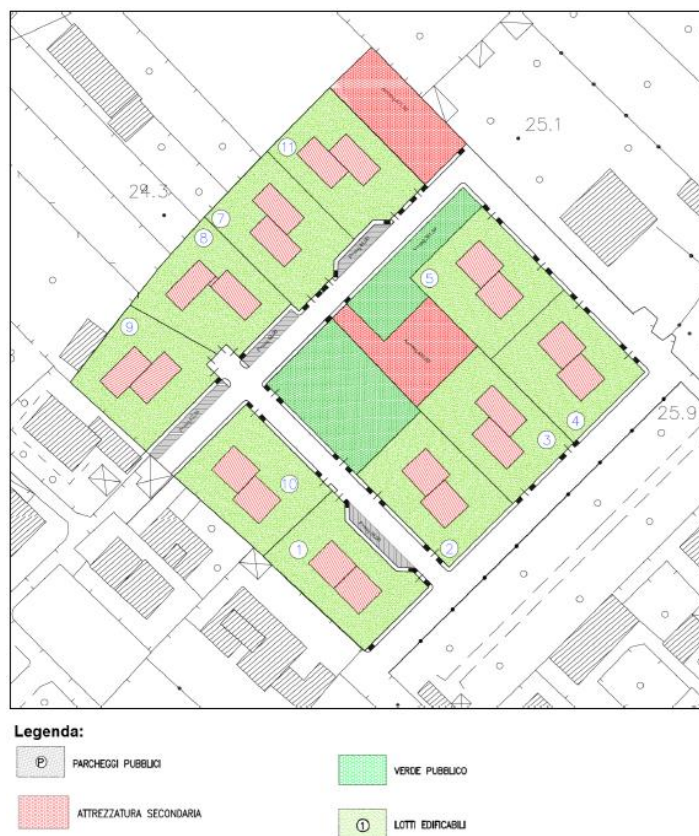 25.1
11
24.3
7
8
5
9
4
25.9
3
10
2
1
Legenda:
P PARCHEGGI PUBBLICI
VERDE PUBBLICO
ATTREZZATURA SECONDARIA
1 LOTTI EDIFICABILI